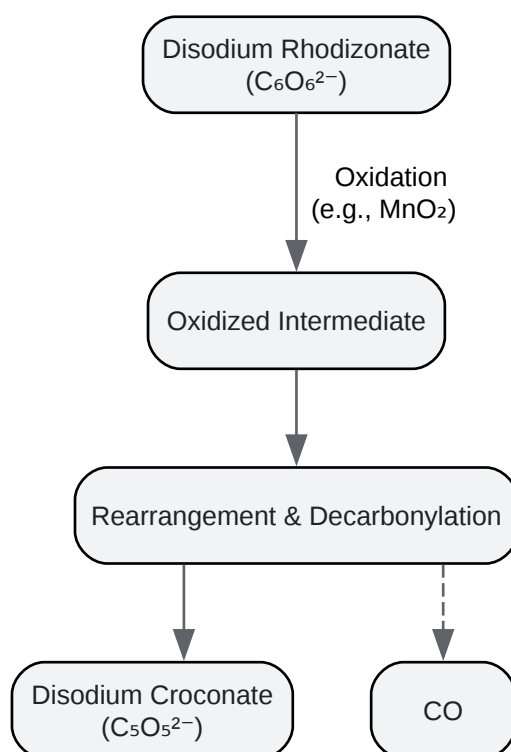 Disodium Rhodizonate
(C₆O₆²⁻)
Oxidation
(e.g., MnO₂)
Oxidized Intermediate
Rearrangement & Decarbonylation
Disodium Croconate
(C₅O₅²⁻)
CO